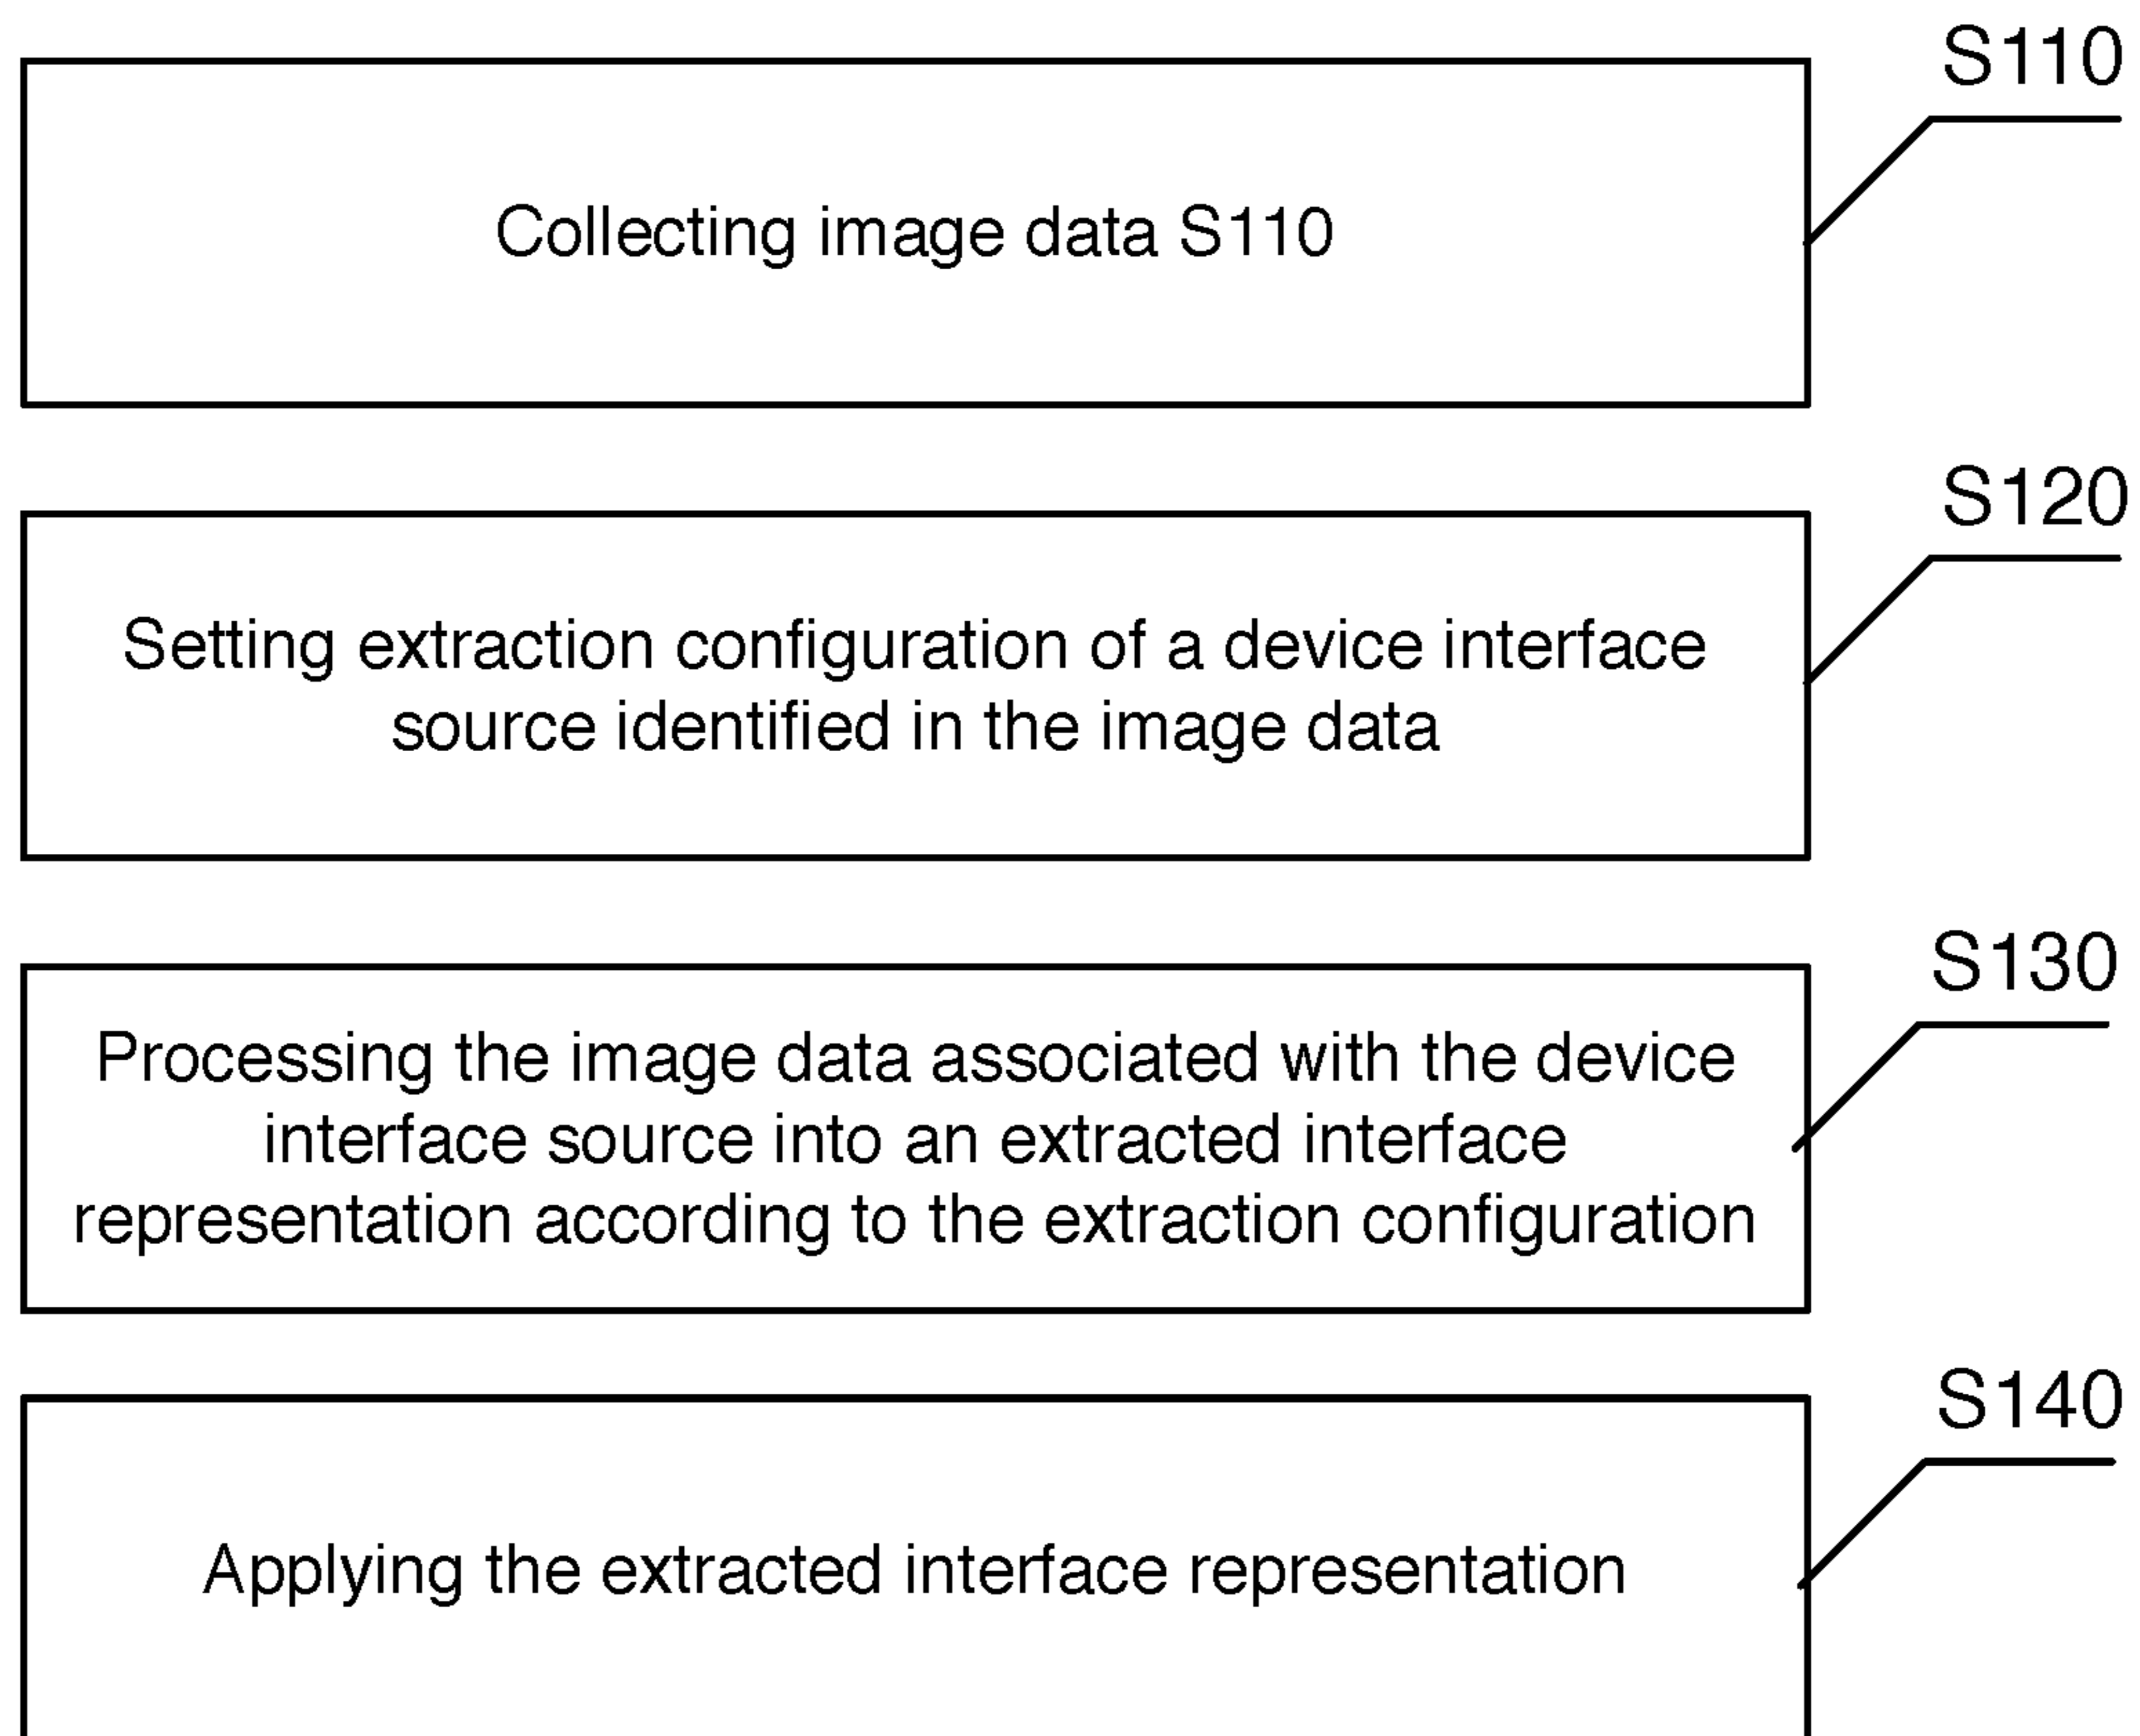 S110
Collecting image data S110
S120
Setting extraction configuration of a device interface
source identified in the image data
S130
Processing the image data associated with the device
interface source into an extracted interface
representation according to the extraction configuration
S140
Applying the extracted interface representation